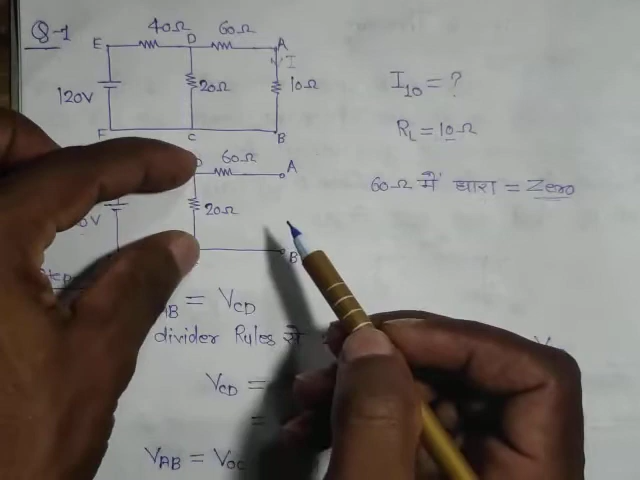 Q-1
40Ω D 60Ω
E A
I
120V 20Ω 10Ω
F C B
I10 = ?
RL = 10Ω
60Ω A
20Ω
B
60Ω में धारा = Zero
= VCD
divider Rules से
VCD =
=
VAB = VOC